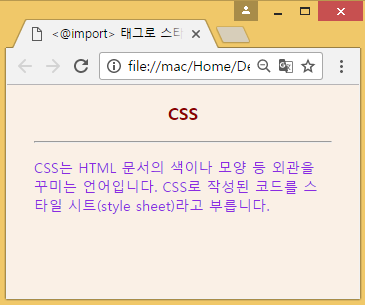 <@import> 태그로 스타
file://mac/Home/De
CSS
CSS는 HTML 문서의 색이나 모양 등 외관을
꾸미는 언어입니다. CSS로 작성된 코드를 스
타일 시트(style sheet)라고 부릅니다.